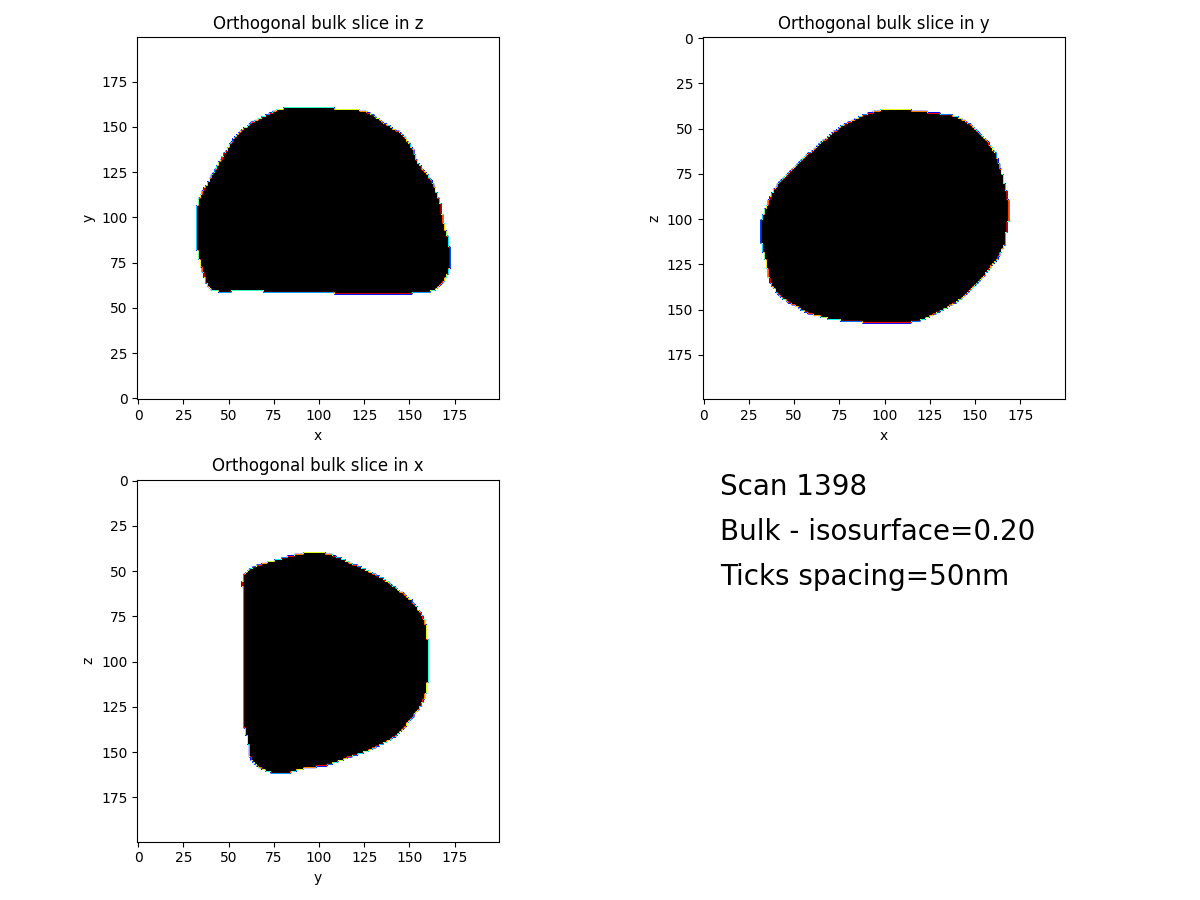 Orthogonal bulk slice in z
175
150
125
100
75
50
25
0
y
0 25 50 75 100 125 150 175
x
Orthogonal bulk slice in y
0
25
50
75
100
125
150
175
z
0 25 50 75 100 125 150 175
x
Orthogonal bulk slice in x
0
25
50
75
100
125
150
175
z
0 25 50 75 100 125 150 175
y
Scan 1398
Bulk - isosurface=0.20
Ticks spacing=50nm